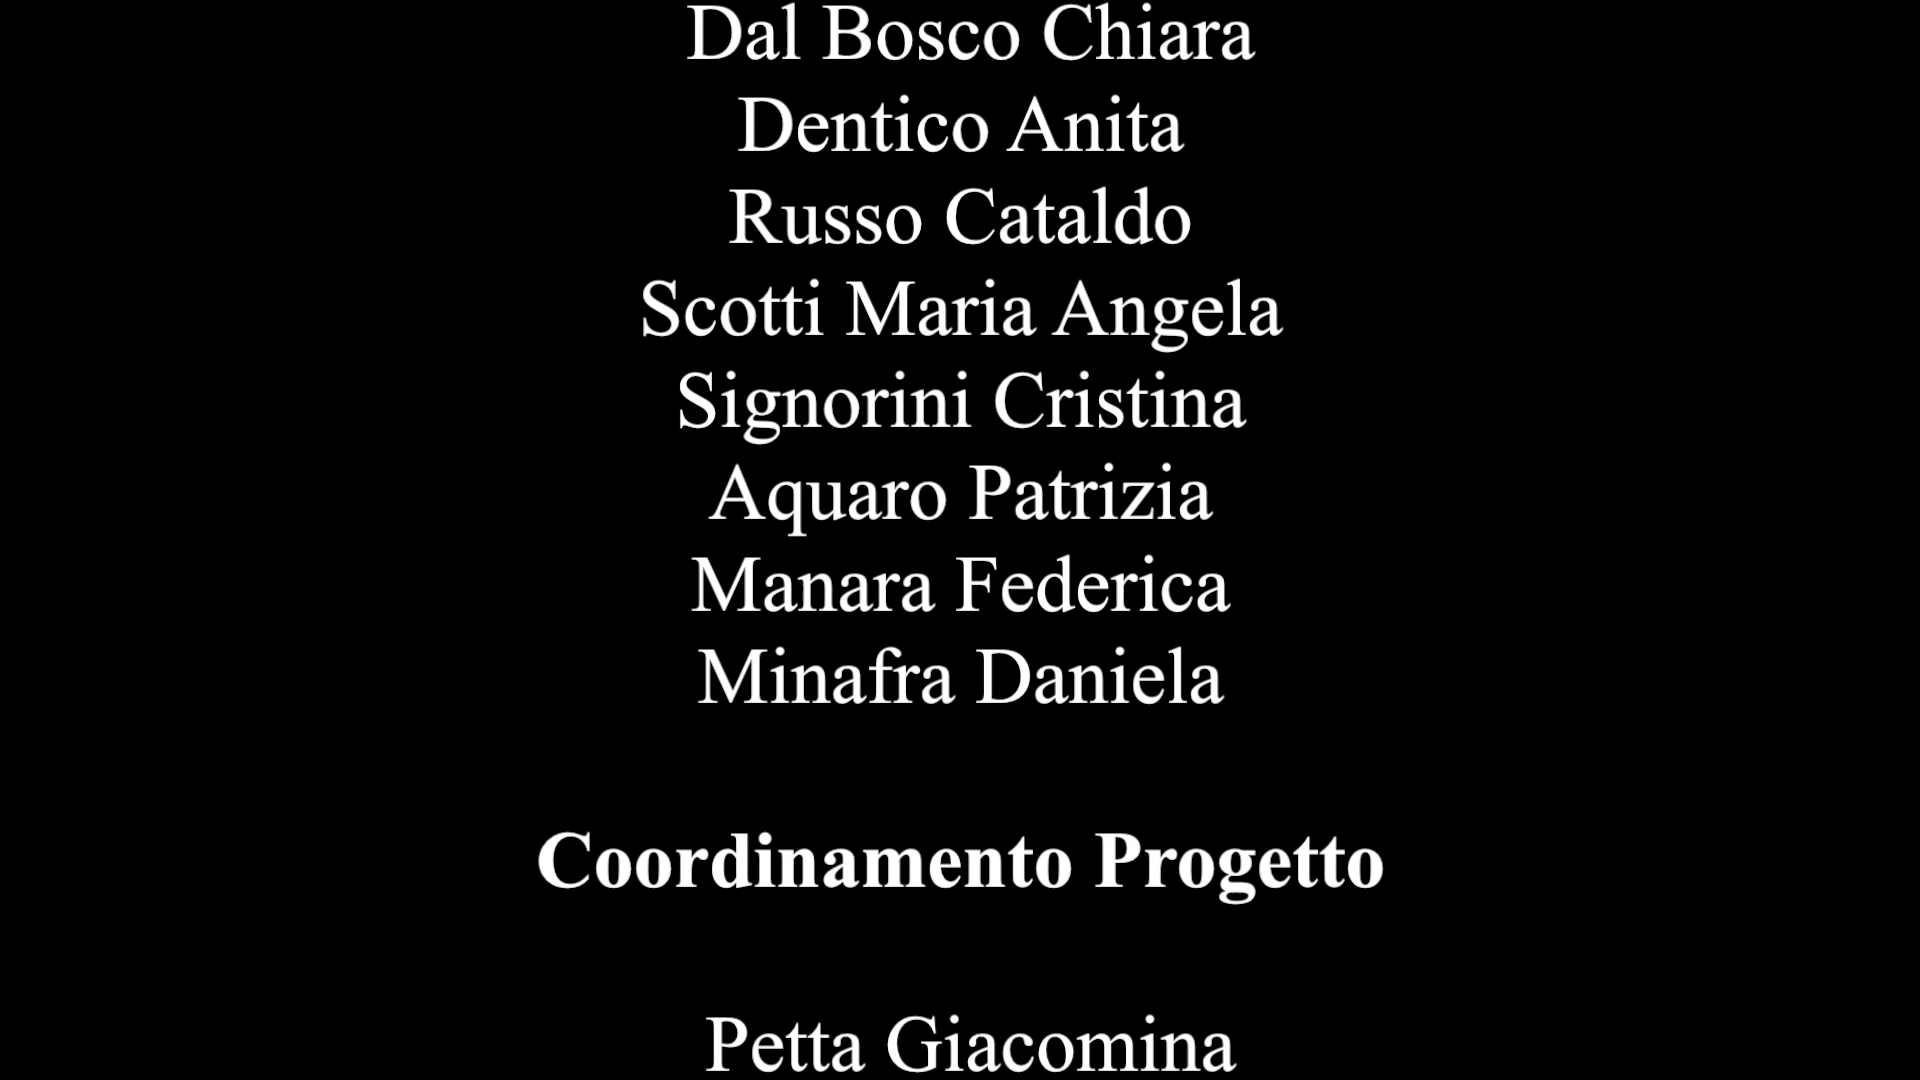 Dal Bosco Chiara
Dentico Anita
Russo Cataldo
Scotti Maria Angela
Signorini Cristina
Aquaro Patrizia
Manara Federica
Minafra Daniela
Coordinamento Progetto
Petta Giacomina